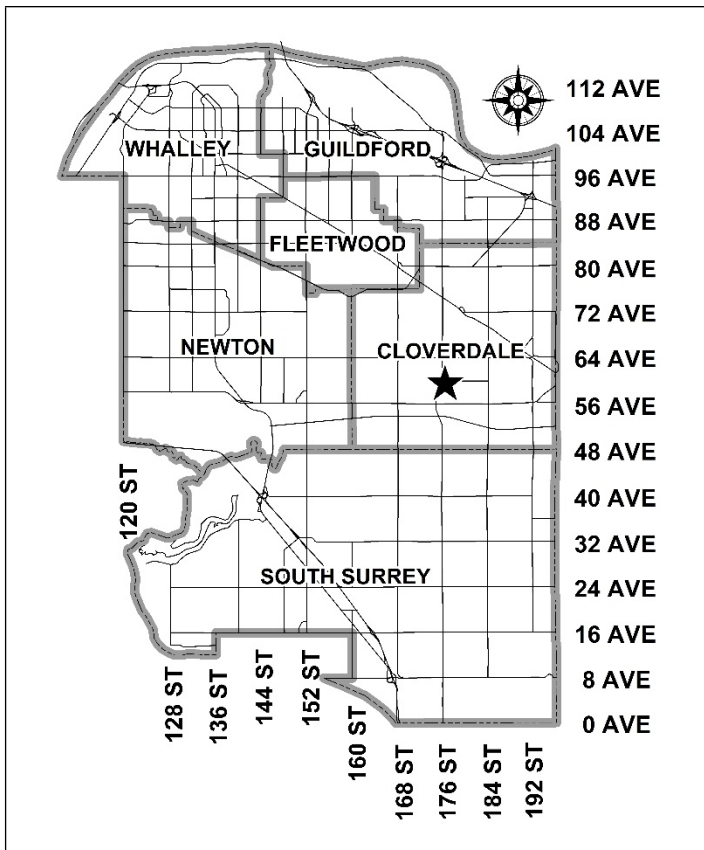 112 AVE
104 AVE
WHALLEY
GUILDFORD
96 AVE
88 AVE
FLEETWOOD
80 AVE
72 AVE
NEWTON
CLOVERDALE
64 AVE
56 AVE
48 AVE
120 ST
40 AVE
32 AVE
SOUTH SURREY
24 AVE
16 AVE
8 AVE
0 AVE
128 ST
136 ST
144 ST
152 ST
160 ST
168 ST
176 ST
184 ST
192 ST